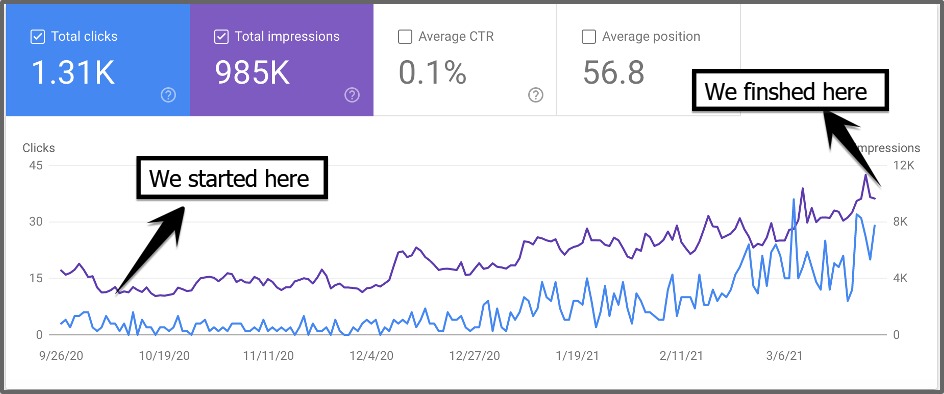 Total clicks
1.31K
Total impressions
985K
Average CTR
0.1%
Average position
56.8
We finshed here
Clicks
mpressions
45
12K
We started here
30
8K
15
4K
0
0
9/26/20
10/19/20
11/11/20
12/4/20
12/27/20
1/19/21
2/11/21
3/6/21